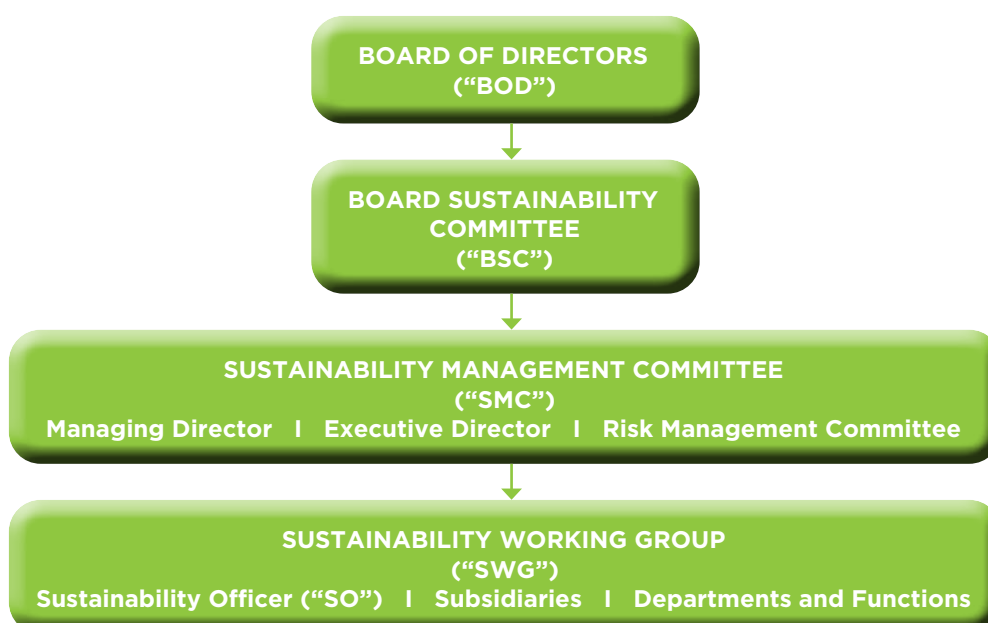 BOARD OF DIRECTORS
(“BOD”)
BOARD SUSTAINABILITY
COMMITTEE
(“BSC”)
SUSTAINABILITY MANAGEMENT COMMITTEE
(“SMC”)
Managing Director I Executive Director I Risk Management Committee
SUSTAINABILITY WORKING GROUP
(“SWG”)
Sustainability Officer (“SO”) I Subsidiaries I Departments and Functions